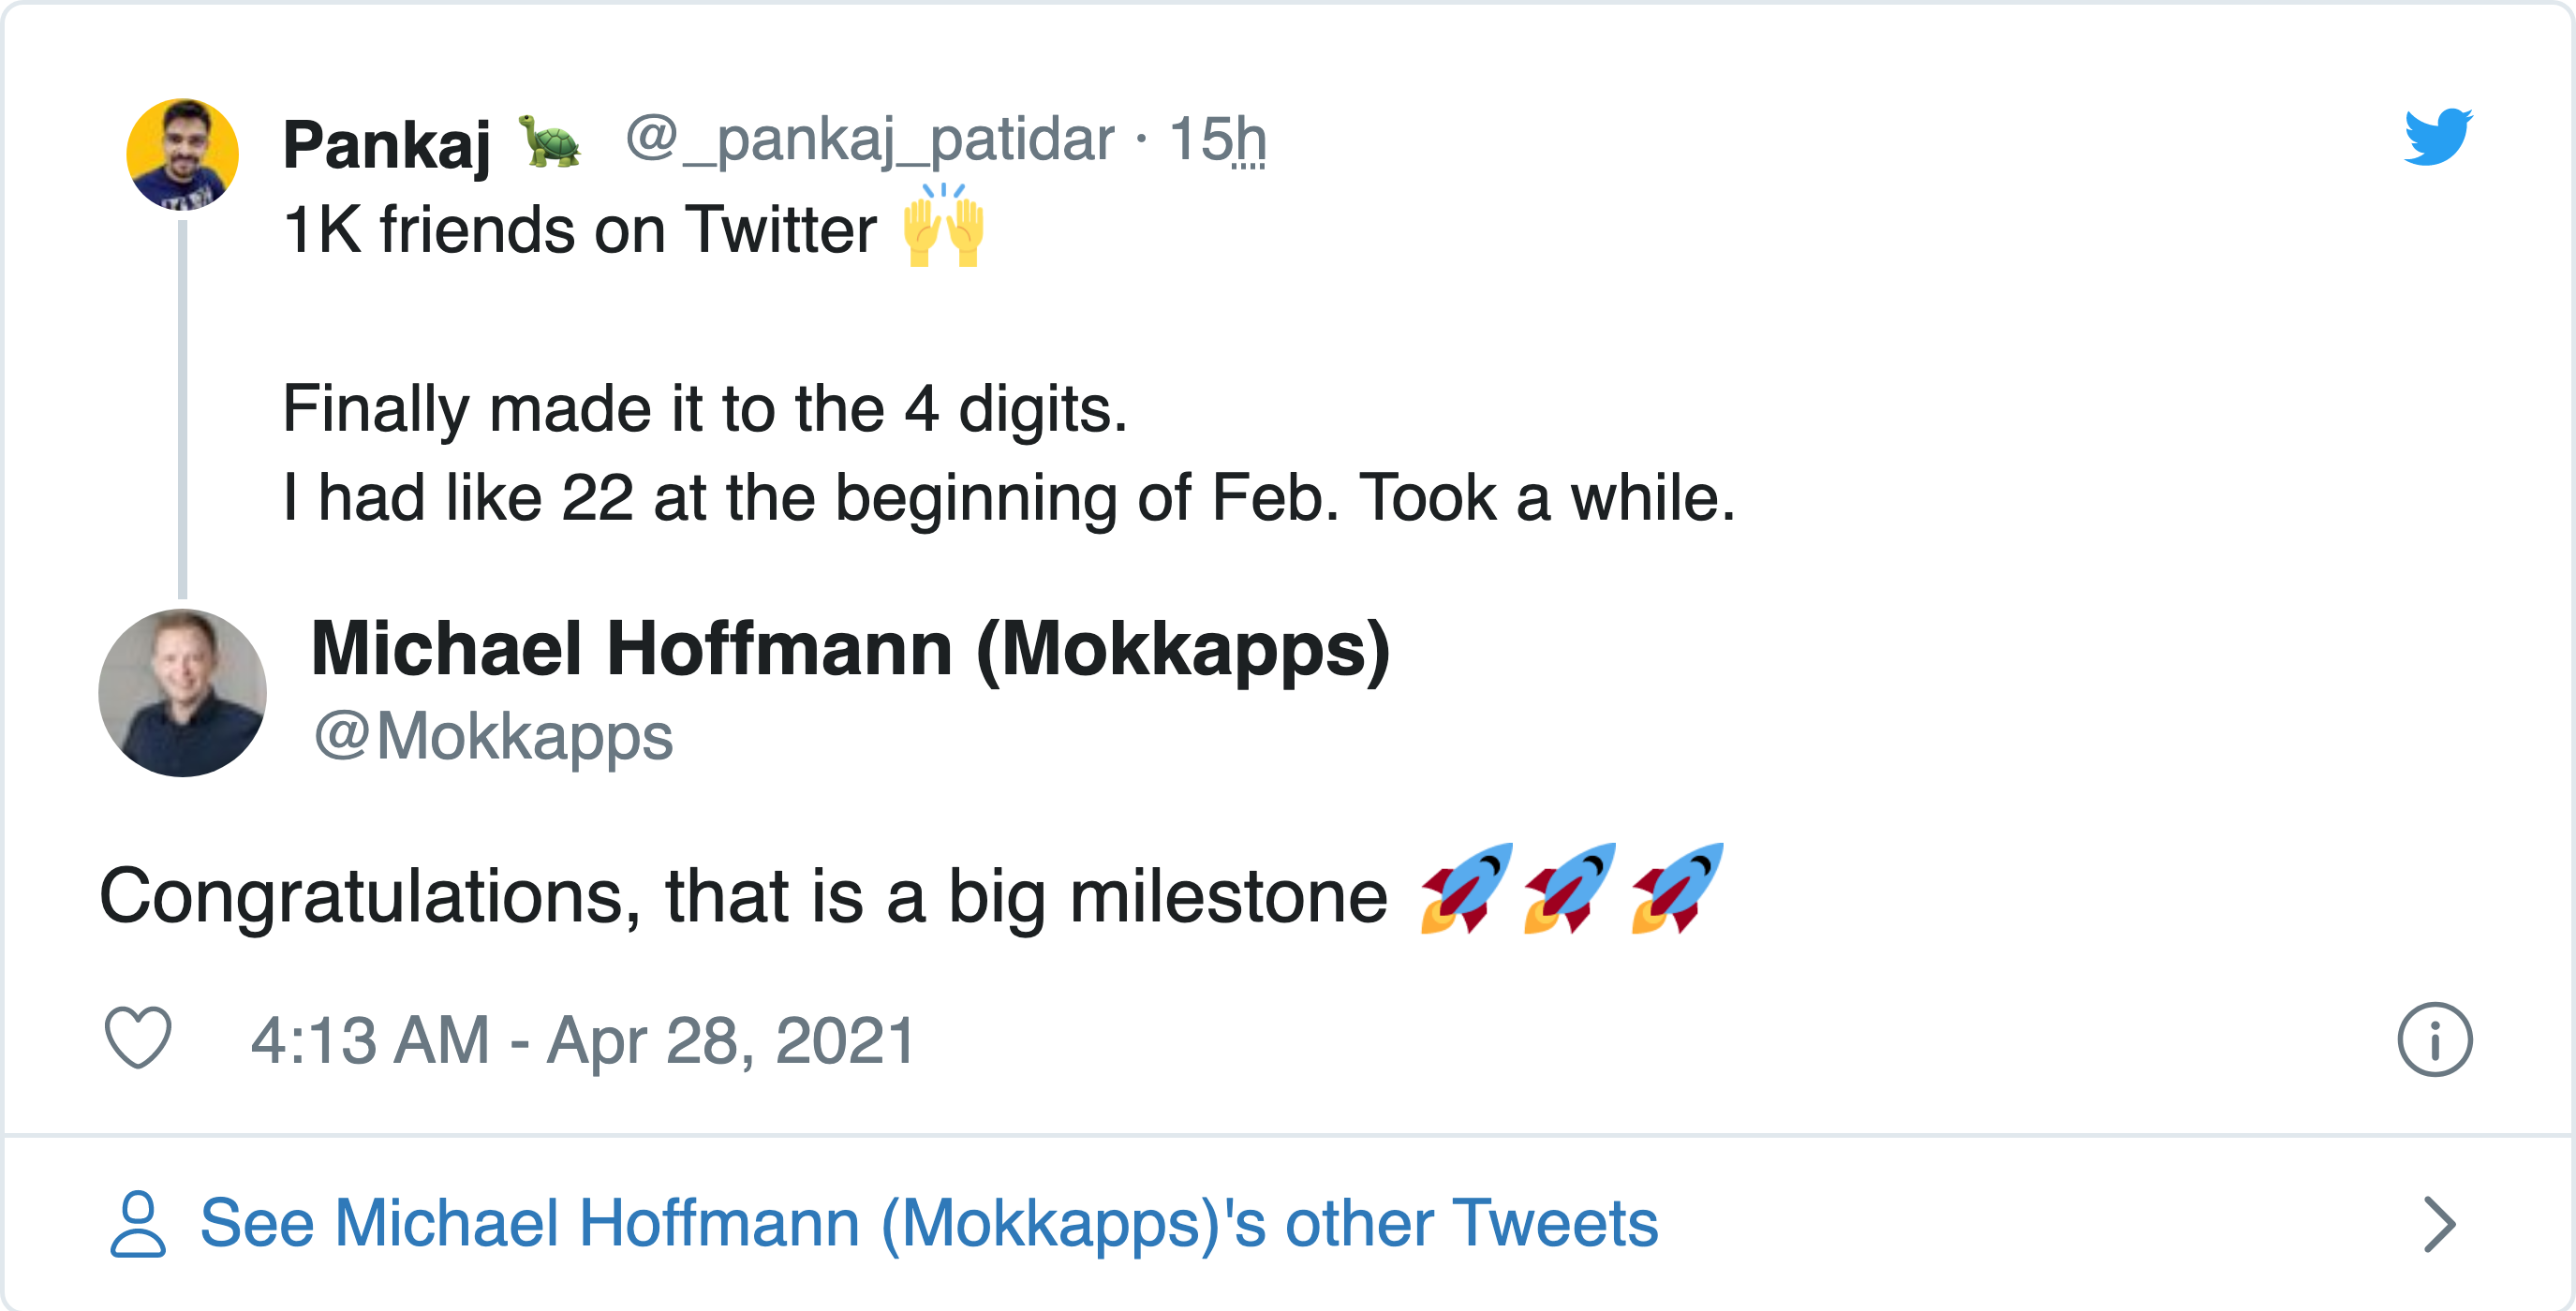 Pankaj 🐢 @_pankaj_patidar · 15h
1K friends on Twitter 🙌
Finally made it to the 4 digits.
I had like 22 at the beginning of Feb. Took a while.
Michael Hoffmann (Mokkapps)
@Mokkapps
Congratulations, that is a big milestone 🚀🚀🚀
4:13 AM - Apr 28, 2021
See Michael Hoffmann (Mokkapps)'s other Tweets